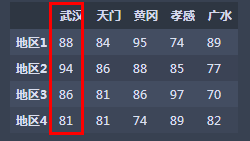 武汉 天门 黄冈 孝感 广水
地区1 88 84 95 74 89
地区2 94 86 88 85 77
地区3 86 81 86 97 70
地区4 81 81 74 89 82